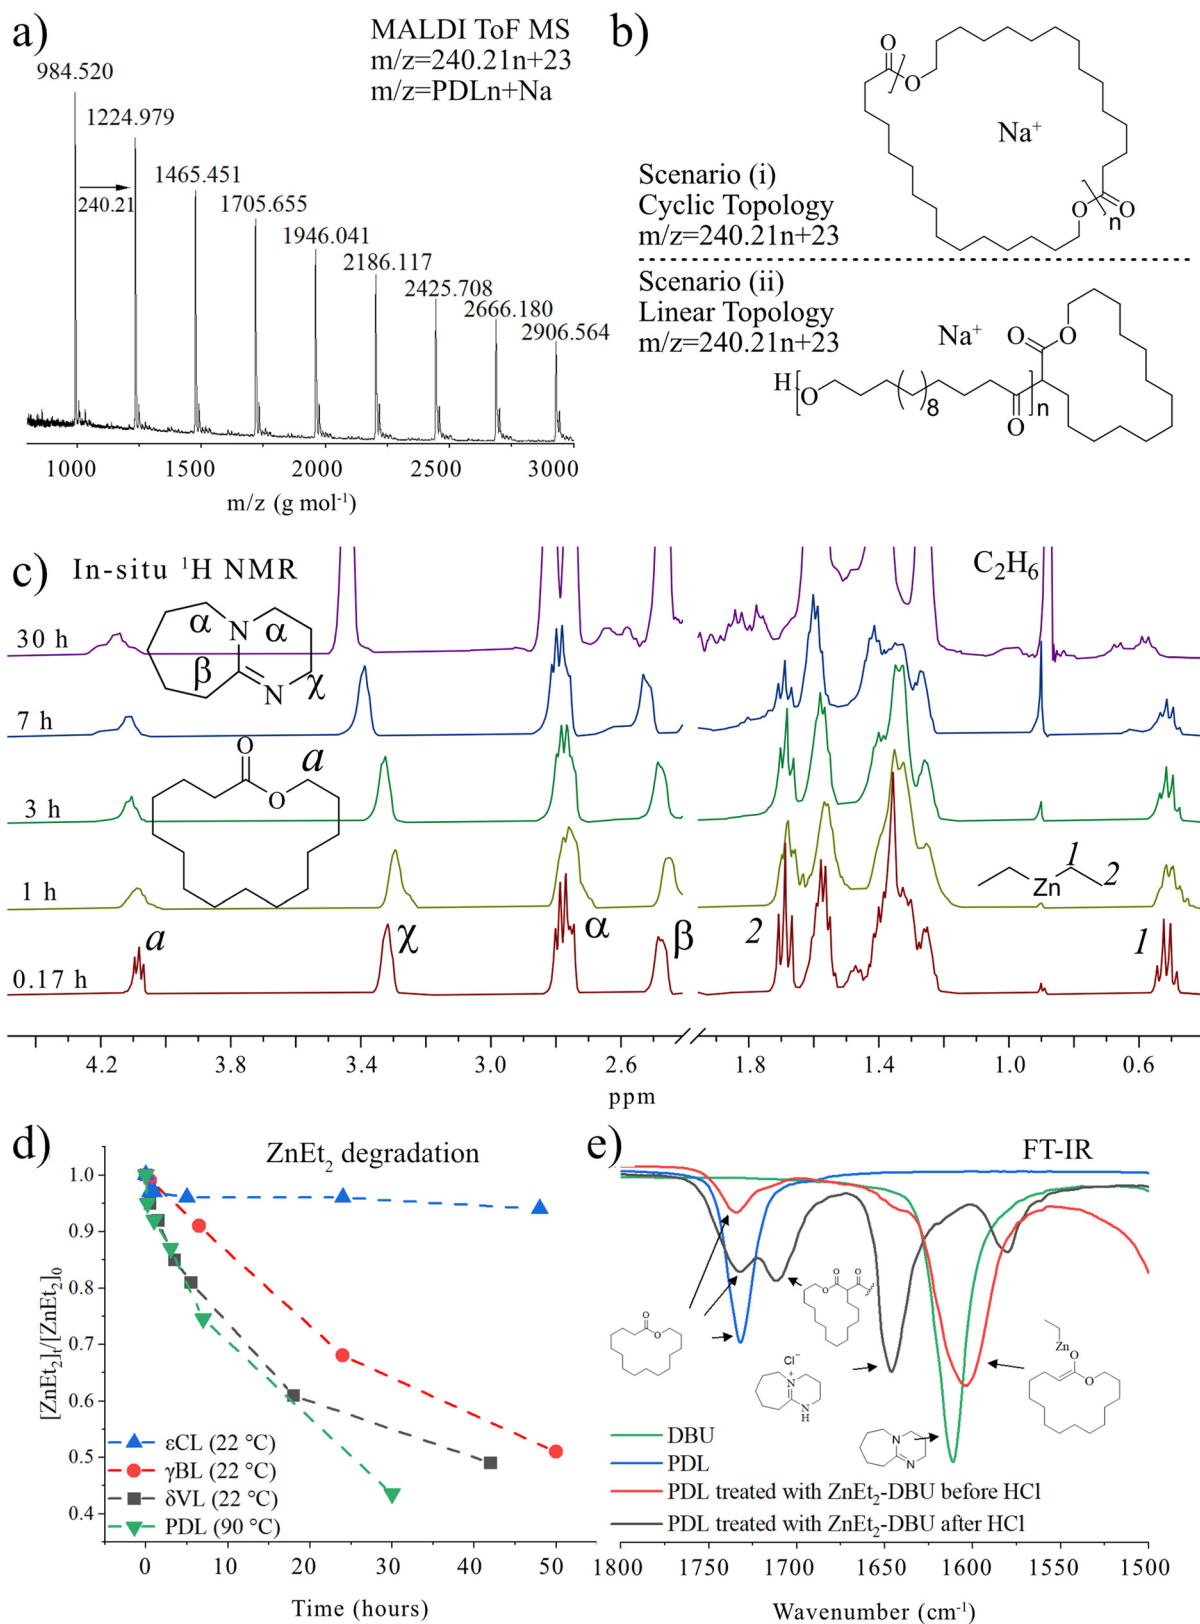 a)
MALDI ToF MS
m/z=240.21n+23
m/z=PDLn+Na
984.520
1224.979
240.21
1465.451
1705.655
1946.041
2186.117
2425.708
2666.180
2906.564
1000 1500 2000 2500 3000
m/z (g mol⁻¹)
b)
O
O
Na⁺
O
O
n
Scenario (i)
Cyclic Topology
m/z=240.21n+23
Scenario (ii)
Linear Topology
m/z=240.21n+23
Na⁺
O
O
H
O
8
O
n
c) In-situ ¹H NMR
C₂H₆
α
N
α
β
N
χ
30 h
7 h
O
a
O
3 h
1 h
1
2
Zn
0.17 h
a
χ
α
β
2
1
4.2 3.8 3.4 3.0 2.6 1.8 1.4 1.0 0.6
ppm
d)
ZnEt₂ degradation
1.0
0.9
0.8
0.7
0.6
0.5
0.4
[ZnEt₂]t/[ZnEt₂]₀
εCL (22 °C)
γBL (22 °C)
δVL (22 °C)
PDL (90 °C)
0 10 20 30 40 50
Time (hours)
e)
FT-IR
O
O
O O
O
Cl⁻
N⁺
N
H
N
N
Zn
O
O
DBU
PDL
PDL treated with ZnEt₂-DBU before HCl
PDL treated with ZnEt₂-DBU after HCl
1800 1750 1700 1650 1600 1550 1500
Wavenumber (cm⁻¹)